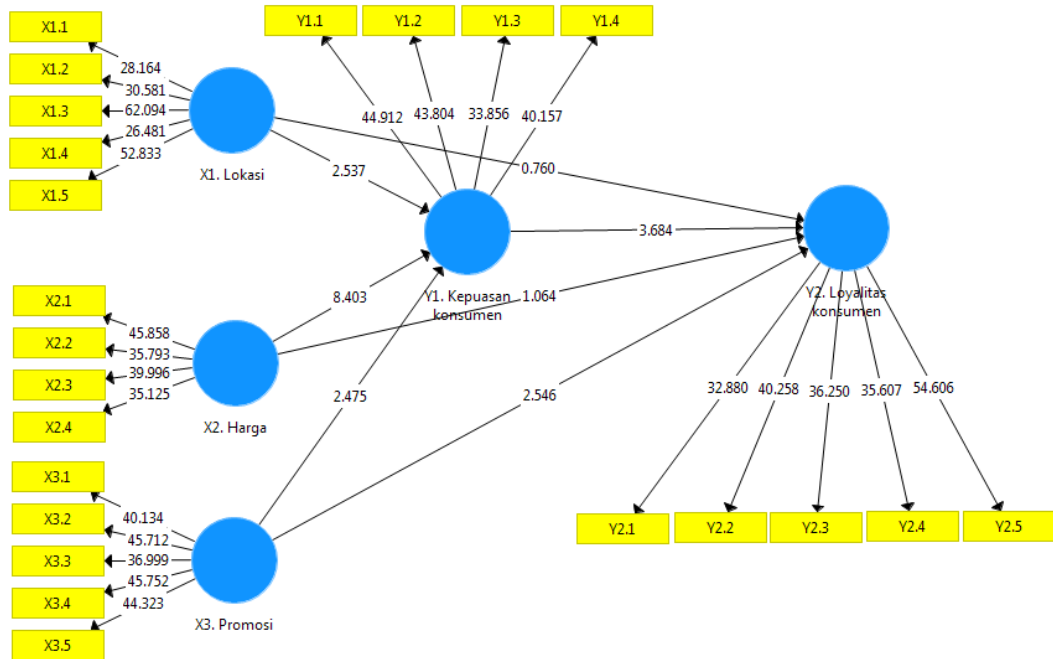 X1.1
X1.2
X1.3
X1.4
X1.5
28.164
30.581
62.094
26.481
52.833
X1. Lokasi
Y1.1
Y1.2
Y1.3
Y1.4
44.912
43.804
33.856
40.157
2.537
0.760
3.684
8.403
1.064
2.475
2.546
Y1. Kepuasan
konsumen
Y2. Loyalitas
konsumen
X2.1
X2.2
X2.3
X2.4
45.858
35.793
39.996
35.125
X2. Harga
32.880
40.258
36.250
35.607
54.606
Y2.1
Y2.2
Y2.3
Y2.4
Y2.5
X3.1
X3.2
X3.3
X3.4
X3.5
40.134
45.712
36.999
45.752
44.323
X3. Promosi